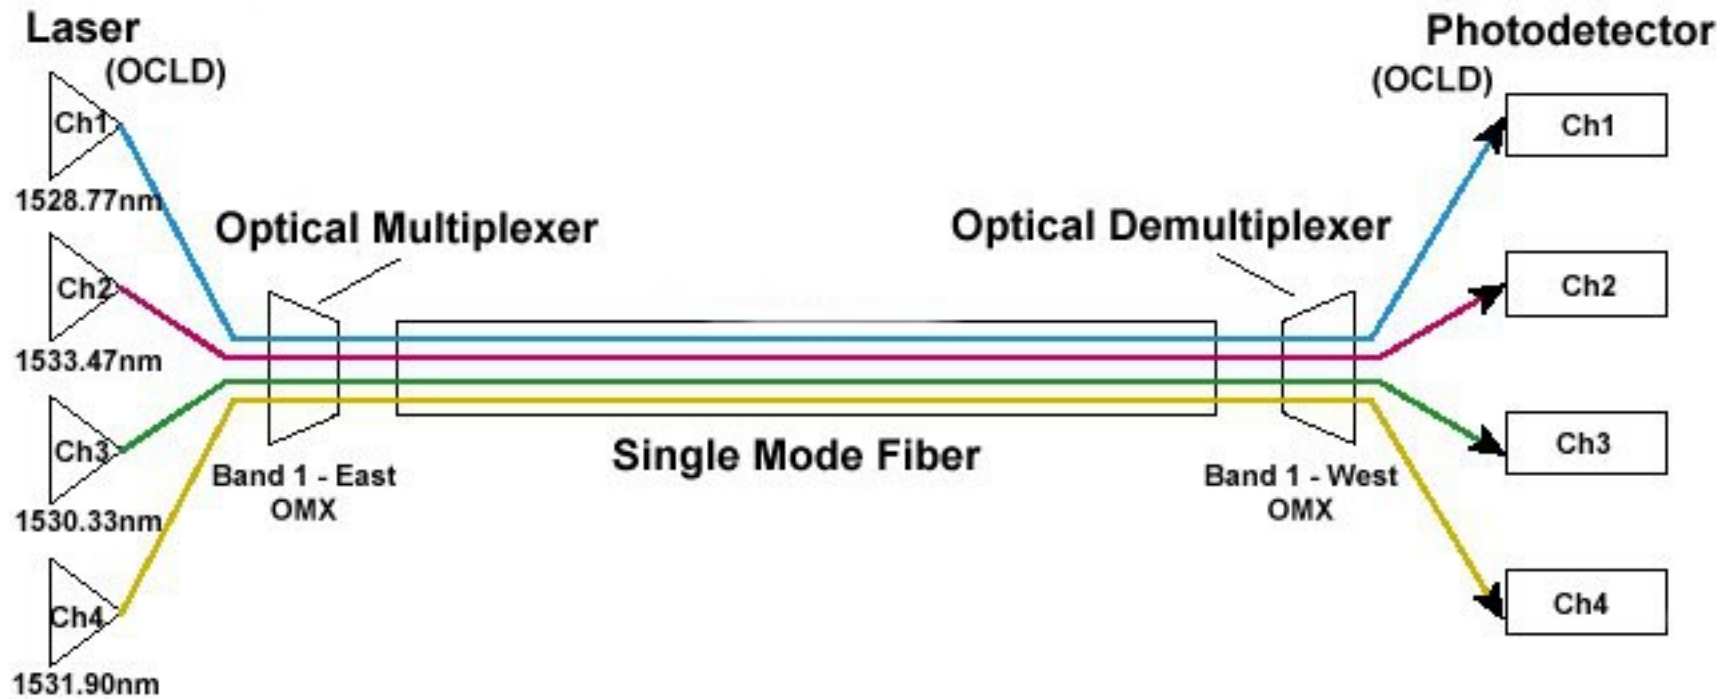 Laser
(OCLD)
Photodetector
(OCLD)
Ch1
1528.77nm
Ch2
1533.47nm
Ch3
1530.33nm
Ch4
1531.90nm
Optical Multiplexer
Band 1 - East
OMX
Single Mode Fiber
Optical Demultiplexer
Band 1 - West
OMX
Ch1
Ch2
Ch3
Ch4